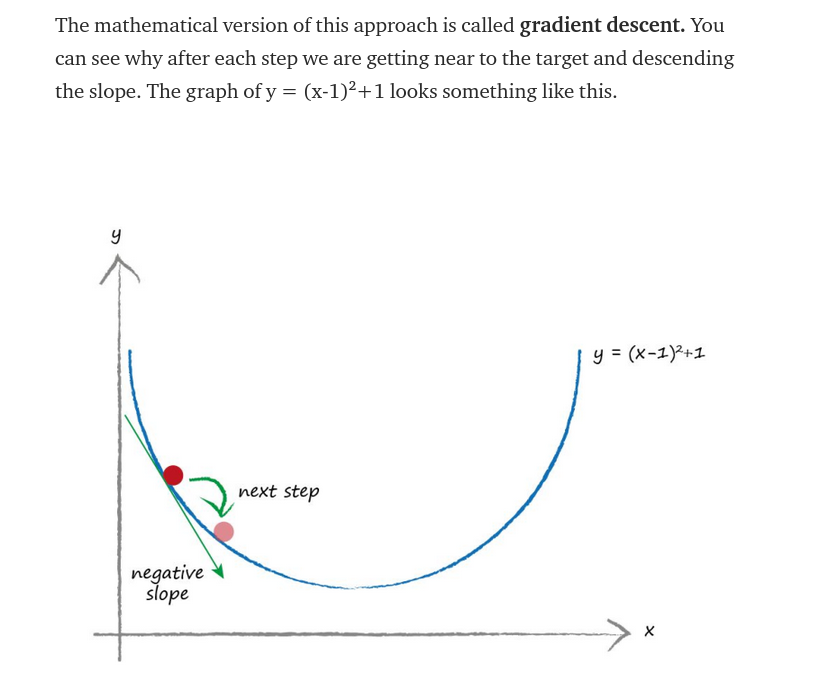 The mathematical version of this approach is called gradient descent. You
can see why after each step we are getting near to the target and descending
the slope. The graph of y = (x-1)²+1 looks something like this.
y
y = (x-1)²+1
next step
negative
slope
x